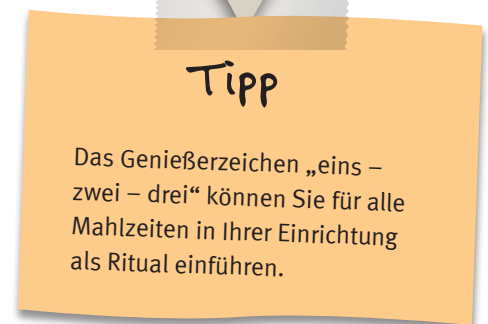 Tipp
Das Genießerzeichen „eins –
zwei – drei“ können Sie für alle
Mahlzeiten in Ihrer Einrichtung
als Ritual einführen.